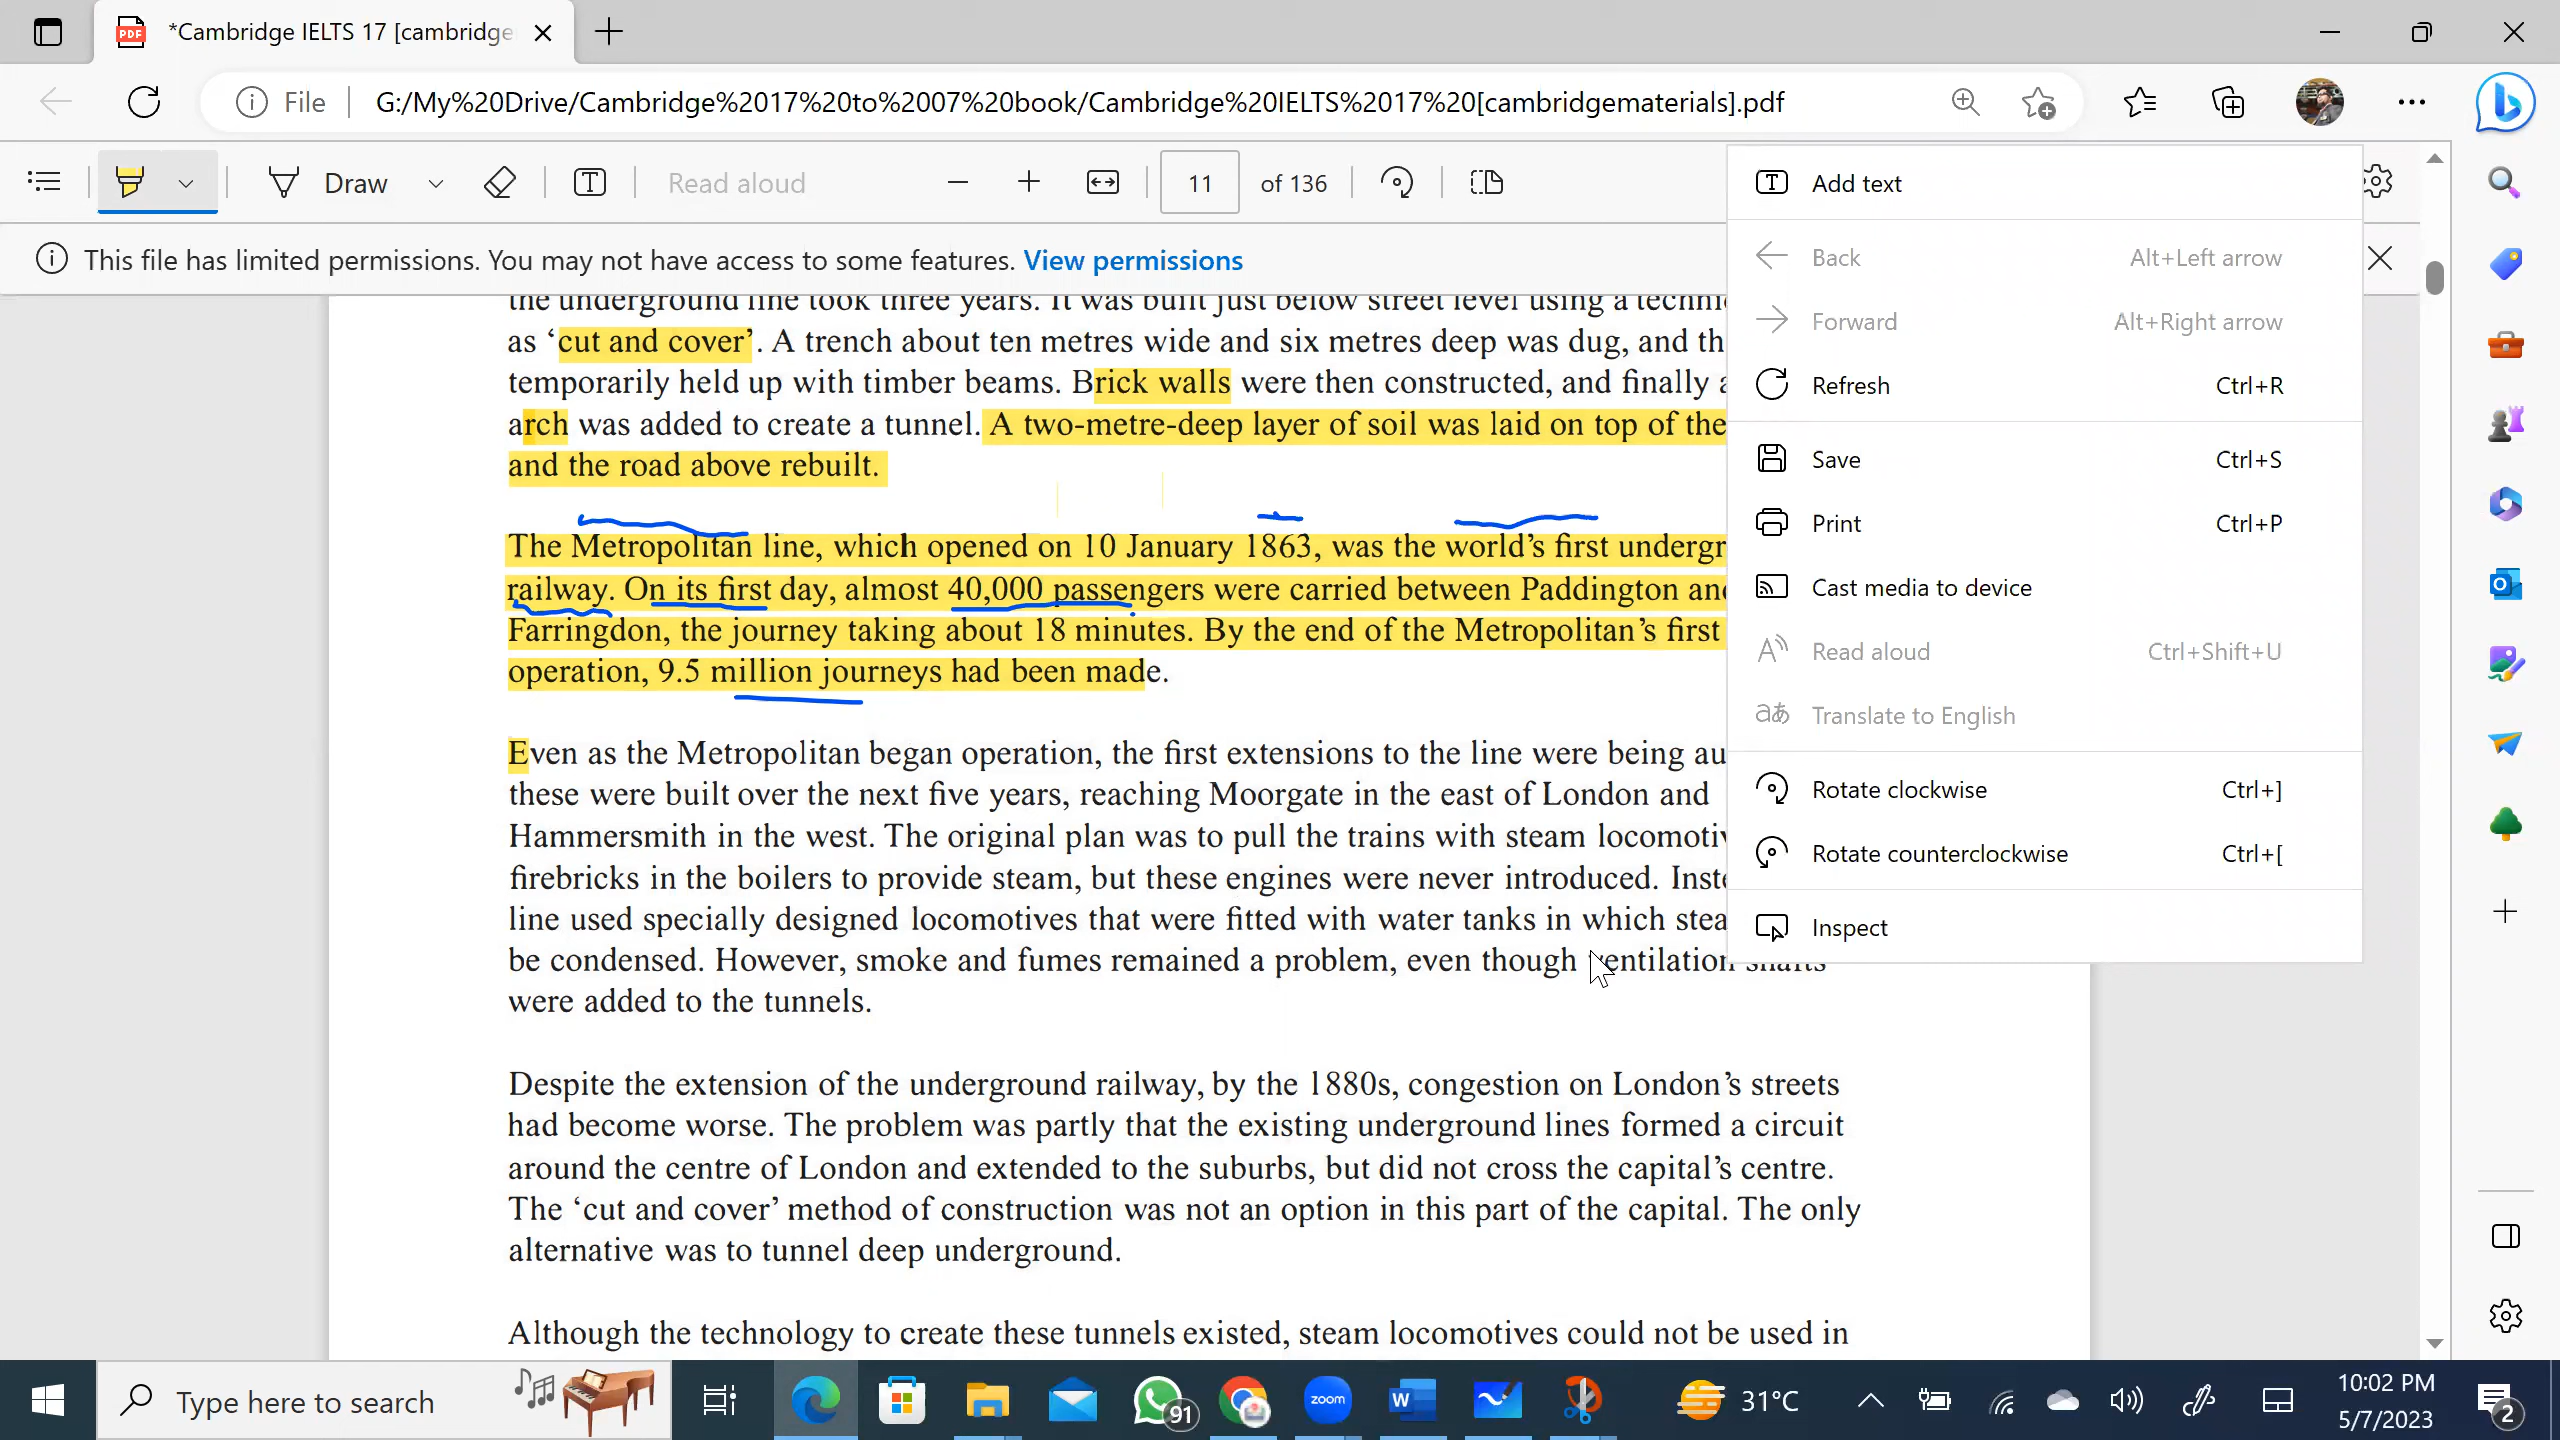 *Cambridge IELTS 17 [cambridge
File G:/My%20Drive/Cambridge%2017%20to%2007%20book/Cambridge%20IELTS%2017%20[cambridgematerials].pdf
Draw Read aloud 11 of 136
This file has limited permissions. You may not have access to some features. View permissions
the underground line took three years. It was built just below street level using a techni
as ‘cut and cover’. A trench about ten metres wide and six metres deep was dug, and th
temporarily held up with timber beams. Brick walls were then constructed, and finally a
arch was added to create a tunnel. A two-metre-deep layer of soil was laid on top of the
and the road above rebuilt.
The Metropolitan line, which opened on 10 January 1863, was the world’s first undergr
railway. On its first day, almost 40,000 passengers were carried between Paddington and
Farringdon, the journey taking about 18 minutes. By the end of the Metropolitan’s first
operation, 9.5 million journeys had been made.
Even as the Metropolitan began operation, the first extensions to the line were being au
these were built over the next five years, reaching Moorgate in the east of London and
Hammersmith in the west. The original plan was to pull the trains with steam locomotiv
firebricks in the boilers to provide steam, but these engines were never introduced. Inste
line used specially designed locomotives that were fitted with water tanks in which stea
be condensed. However, smoke and fumes remained a problem, even though ventilation shafts
were added to the tunnels.
Despite the extension of the underground railway, by the 1880s, congestion on London’s streets
had become worse. The problem was partly that the existing underground lines formed a circuit
around the centre of London and extended to the suburbs, but did not cross the capital’s centre.
The ‘cut and cover’ method of construction was not an option in this part of the capital. The only
alternative was to tunnel deep underground.
Although the technology to create these tunnels existed, steam locomotives could not be used in
Add text
Back Alt+Left arrow
Forward Alt+Right arrow
Refresh Ctrl+R
Save Ctrl+S
Print Ctrl+P
Cast media to device
Read aloud Ctrl+Shift+U
Translate to English
Rotate clockwise Ctrl+]
Rotate counterclockwise Ctrl+[
Inspect
Type here to search
91
zoom
31°C
10:02 PM
5/7/2023
2